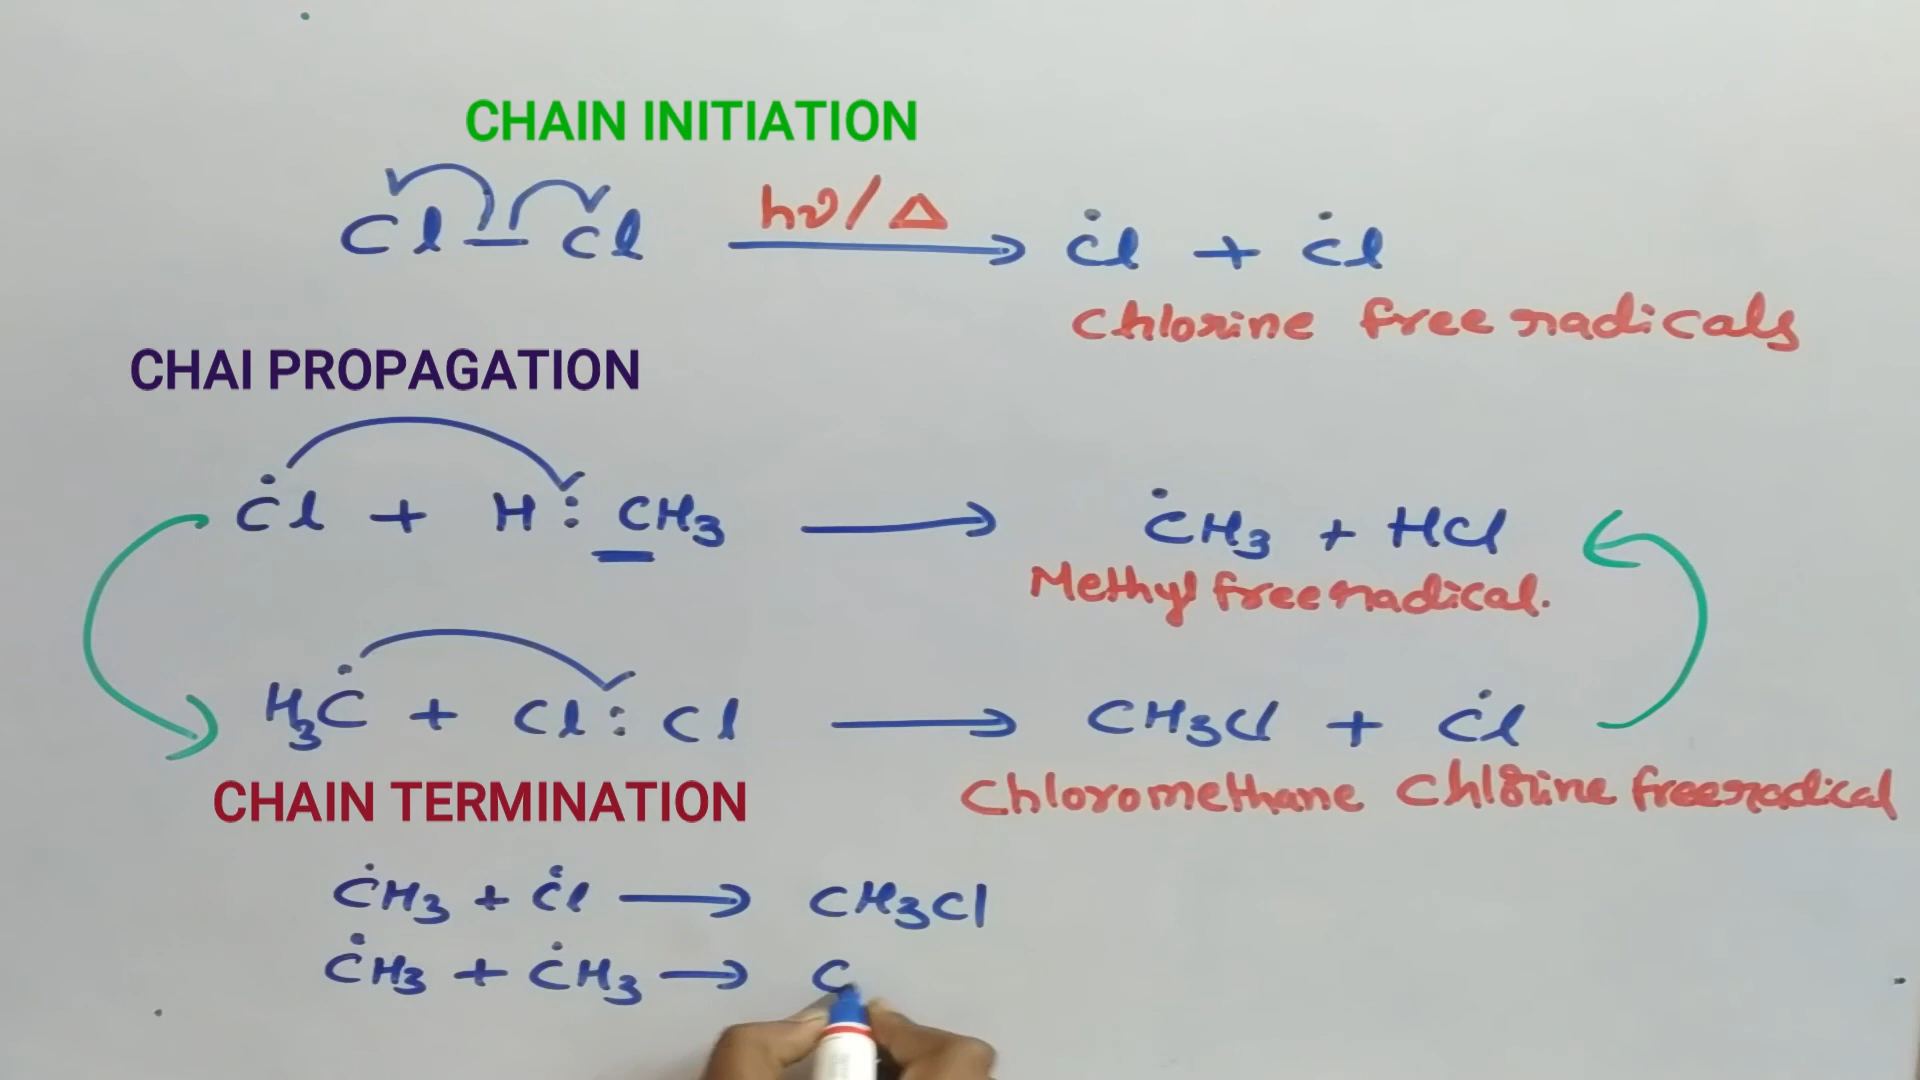 CHAIN INITIATION
Cl – Cl hν/Δ → Ċl + Ċl
Chlorine free radicals
CHAI PROPAGATION
Ċl + H : CH3 → ĊH3 + HCl
Methyl free radical.
H3Ċ + Cl : Cl → CH3Cl + Ċl
Chloromethane Chlorine free radical
CHAIN TERMINATION
ĊH3 + Ċl → CH3Cl
ĊH3 + ĊH3 → C